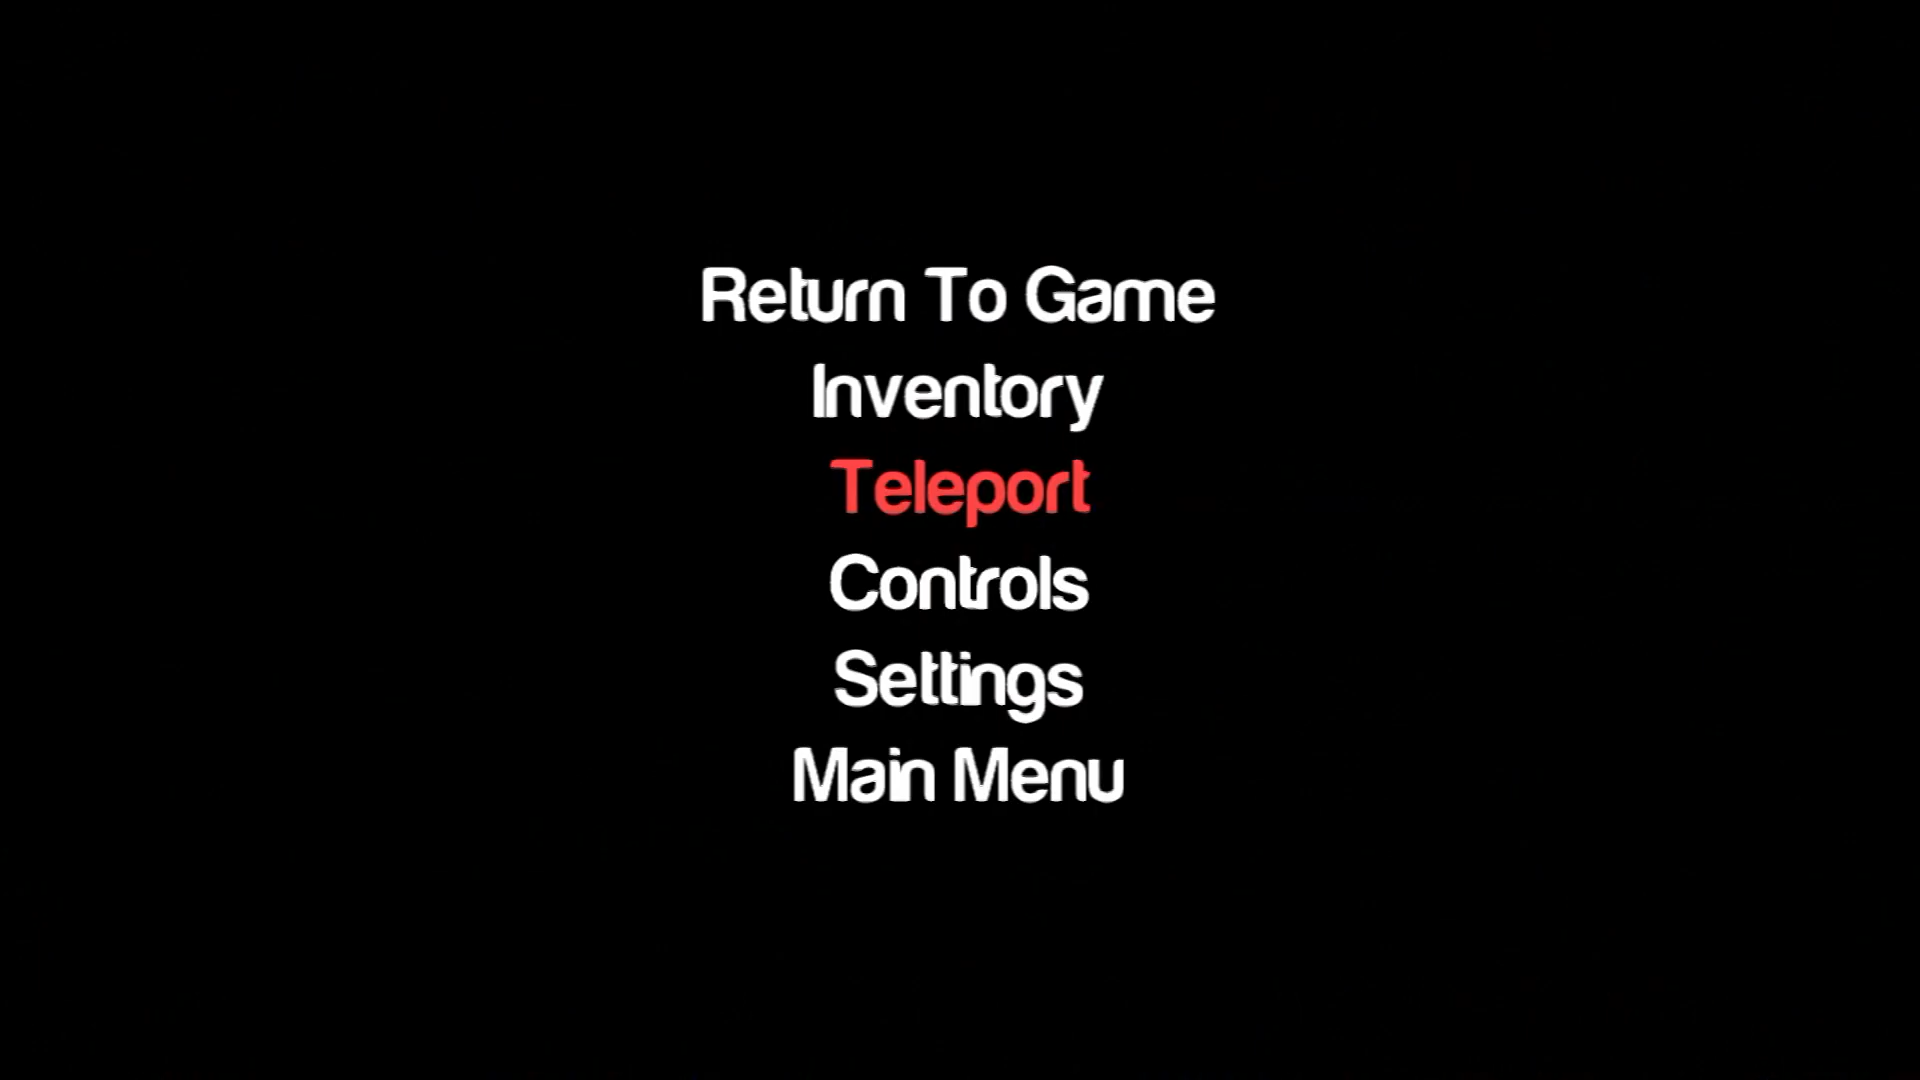 Return To Game
Inventory
Teleport
Controls
Settings
Main Menu